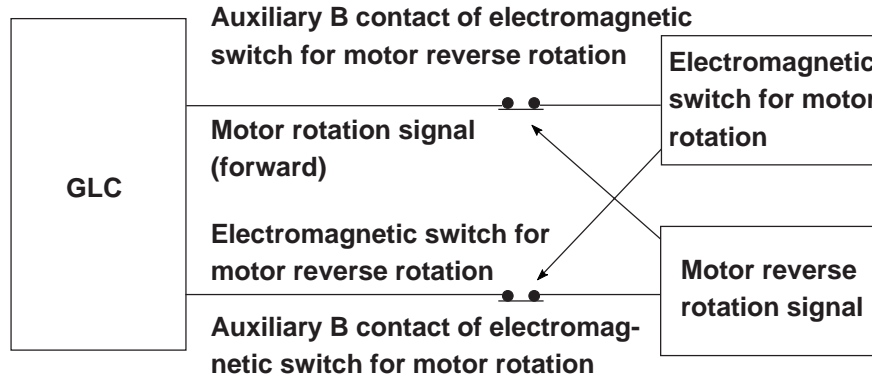 Auxiliary B contact of electromagnetic
switch for motor reverse rotation
Electromagnetic
switch for motor
rotation
Motor rotation signal
(forward)
GLC
Electromagnetic switch for
motor reverse rotation
Motor reverse
rotation signal
Auxiliary B contact of electromag-
netic switch for motor rotation